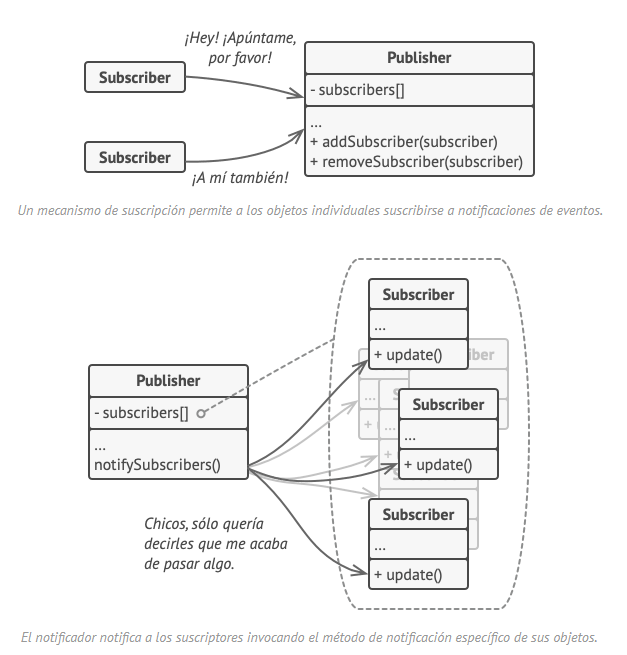 ¡Hey! ¡Apúntame,
por favor!
Subscriber
Publisher
- subscribers[]
...
+ addSubscriber(subscriber)
+ removeSubscriber(subscriber)
Subscriber
¡A mí también!
Un mecanismo de suscripción permite a los objetos individuales suscribirse a notificaciones de eventos.
Publisher
- subscribers[]
...
notifySubscribers()
Chicos, sólo quería
decirles que me acaba
de pasar algo.
Subscriber
...
+ update()
Subscriber
...
+ update()
Subscriber
...
+ update()
El notificador notifica a los suscriptores invocando el método de notificación específico de sus objetos.